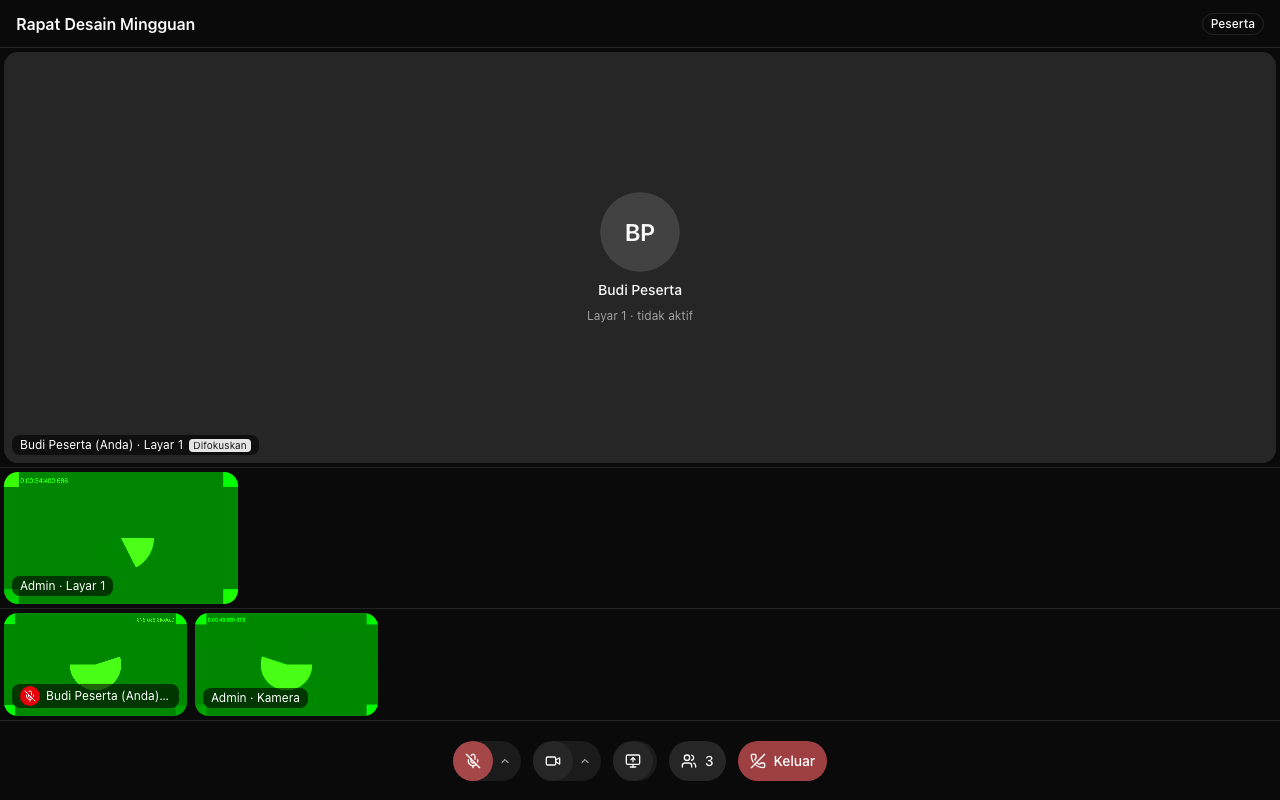 Rapat Desain Mingguan
Peserta
BP
Budi Peserta
Layar 1 · tidak aktif
Budi Peserta (Anda) · Layar 1 Difokuskan
Admin · Layar 1
Budi Peserta (Anda)...
Admin · Kamera
3
Keluar